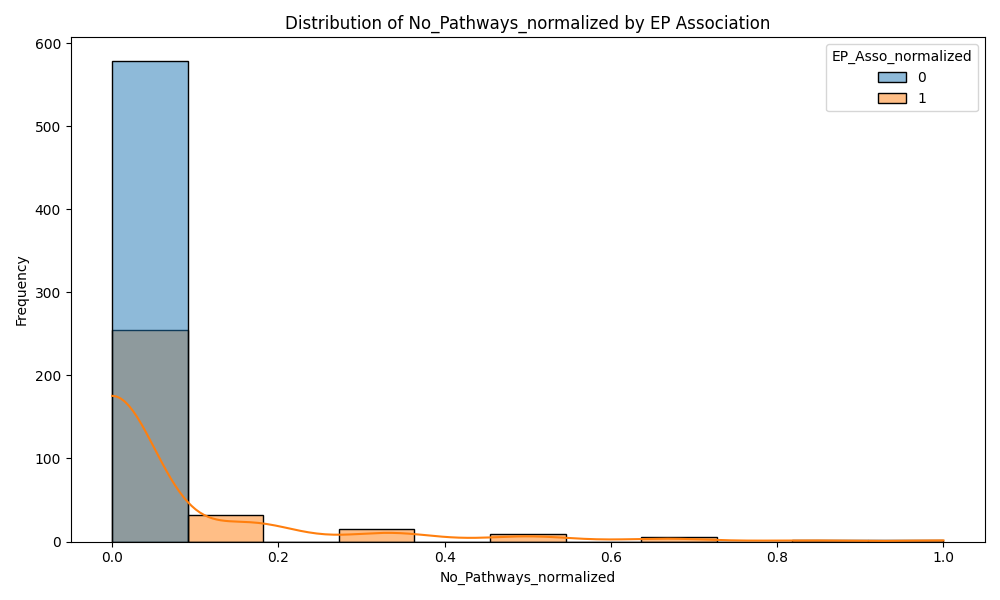 Distribution of No_Pathways_normalized by EP Association
EP_Asso_normalized
0
1
Frequency
600
500
400
300
200
100
0
0.0 0.2 0.4 0.6 0.8 1.0
No_Pathways_normalized